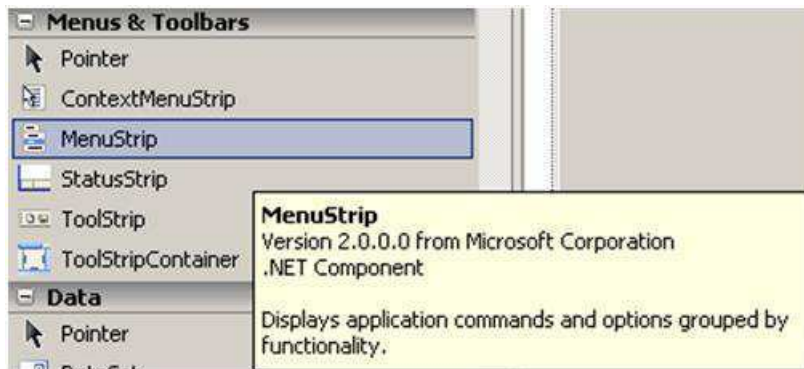 Menus & Toolbars
Pointer
ContextMenuStrip
MenuStrip
StatusStrip
ToolStrip
ToolStripContainer
Data
Pointer
MenuStrip
Version 2.0.0.0 from Microsoft Corporation
.NET Component
Displays application commands and options grouped by
functionality.